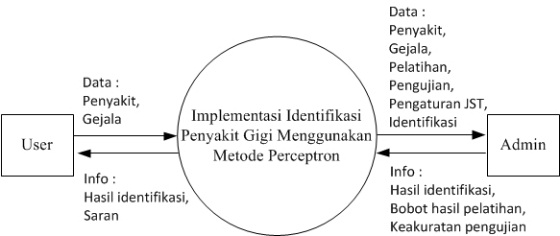 Data :
Penyakit,
Gejala,
Pelatihan,
Pengujian,
Pengaturan JST,
Identifikasi
Data :
Penyakit,
Gejala
User
Implementasi Identifikasi
Penyakit Gigi Menggunakan
Metode Perceptron
Admin
Info :
Hasil identifikasi,
Saran
Info :
Hasil identifikasi,
Bobot hasil pelatihan,
Keakuratan pengujian